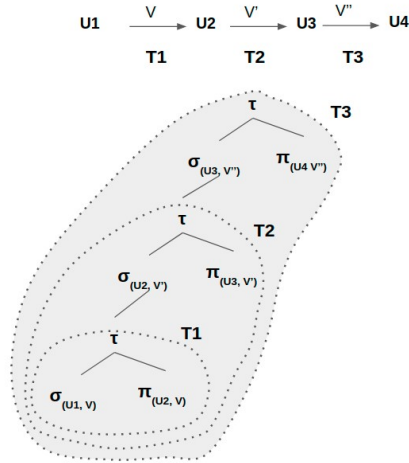 V V' V''
U1 U2 U3 U4
T1 T2 T3
τ T3
σ(U3, V'') π(U4 V'')
τ T2
σ(U2, V') π(U3, V')
T1
τ
σ(U1, V) π(U2, V)